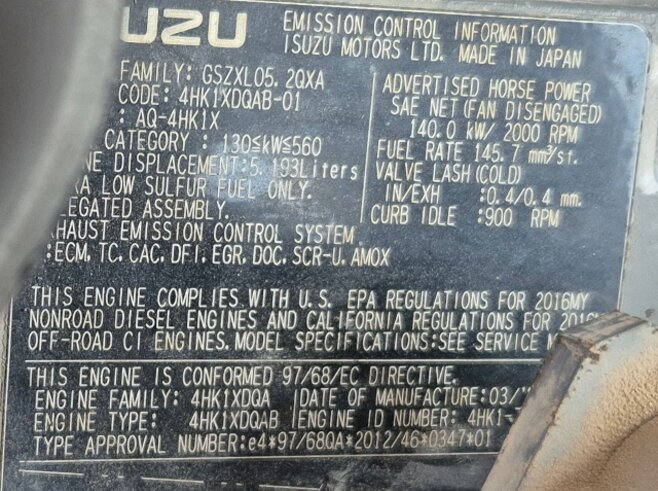 UZU
EMISSION CONTROL INFORMATION
ISUZU MOTORS LTD. MADE IN JAPAN
FAMILY: GSZXL05.2QXA
CODE: 4HK1XDQAB-01
: AQ-4HK1X
CATEGORY : 130≦kW≦560
NE DISPLACEMENT:5.193Liters
RA LOW SULFUR FUEL ONLY.
LEGATED ASSEMBLY.
HAUST EMISSION CONTROL SYSTEM
:ECM, TC, CAC, DFI, EGR, DOC, SCR-U, AMOX
ADVERTISED HORSE POWER
SAE NET (FAN DISENGAGED)
140.0 kW/ 2000 RPM
FUEL RATE 145.7 mm³/st.
VALVE LASH (COLD)
IN/EXH :0.4/0.4 mm.
CURB IDLE :900 RPM
THIS ENGINE COMPLIES WITH U.S. EPA REGULATIONS FOR 2016MY
NONROAD DIESEL ENGINES AND CALIFORNIA REGULATIONS FOR 2016
OFF-ROAD CI ENGINES. MODEL SPECIFICATIONS:SEE SERVICE M
THIS ENGINE IS CONFORMED 97/68/EC DIRECTIVE.
ENGINE FAMILY: 4HK1XDQA DATE OF MANUFACTURE:03/
ENGINE TYPE: 4HK1XDQAB ENGINE ID NUMBER: 4HK1-
TYPE APPROVAL NUMBER:e4*97/68QA*2012/46*0347*01